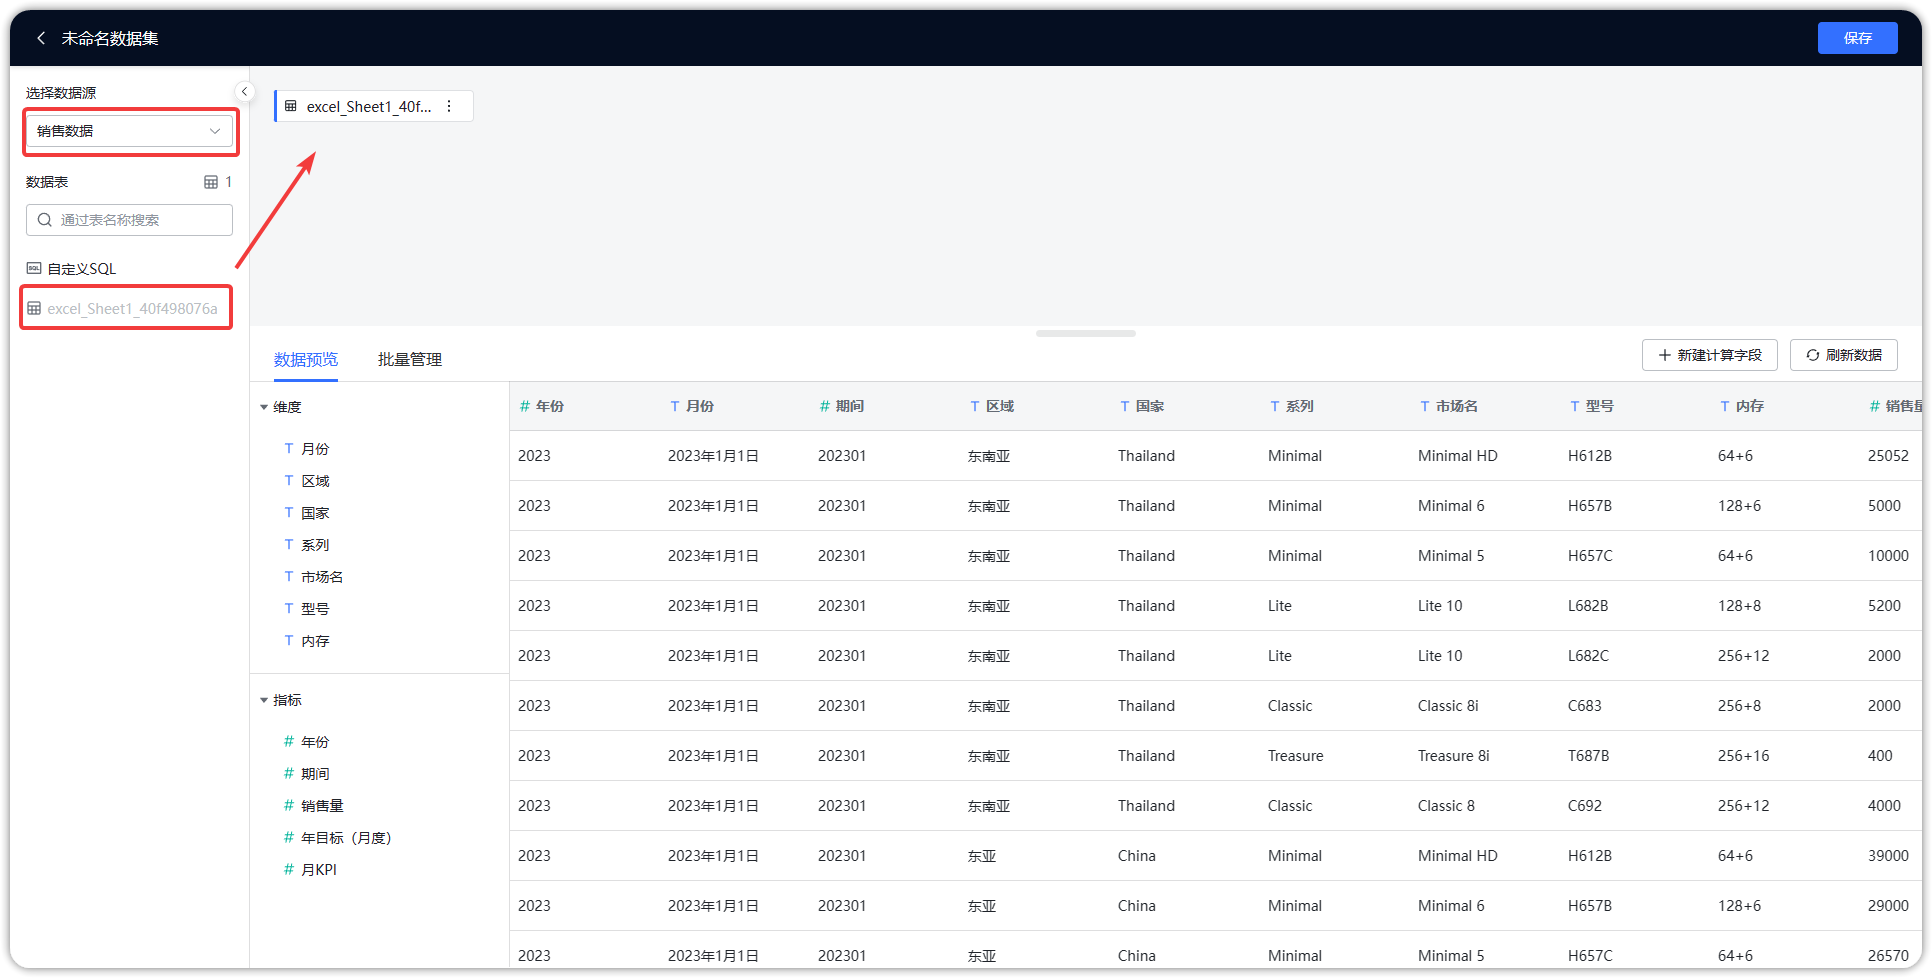 未命名数据集
保存
选择数据源
销售数据
数据表 1
通过表名称搜索
自定义SQL
excel_Sheet1_40f498076a
excel_Sheet1_40f...
数据预览 批量管理
新建计算字段 刷新数据
维度
T 月份
T 区域
T 国家
T 系列
T 市场名
T 型号
T 内存
指标
# 年份
# 期间
# 销售量
# 年目标（月度）
# 月KPI
# 年份 T 月份 # 期间 T 区域 T 国家 T 系列 T 市场名 T 型号 T 内存 # 销售量
2023 2023年1月1日 202301 东南亚 Thailand Minimal Minimal HD H612B 64+6 25052
2023 2023年1月1日 202301 东南亚 Thailand Minimal Minimal 6 H657B 128+6 5000
2023 2023年1月1日 202301 东南亚 Thailand Minimal Minimal 5 H657C 64+6 10000
2023 2023年1月1日 202301 东南亚 Thailand Lite Lite 10 L682B 128+8 5200
2023 2023年1月1日 202301 东南亚 Thailand Lite Lite 10 L682C 256+12 2000
2023 2023年1月1日 202301 东南亚 Thailand Classic Classic 8i C683 256+8 2000
2023 2023年1月1日 202301 东南亚 Thailand Treasure Treasure 8i T687B 256+16 400
2023 2023年1月1日 202301 东南亚 Thailand Classic Classic 8 C692 256+12 4000
2023 2023年1月1日 202301 东亚 China Minimal Minimal HD H612B 64+6 39000
2023 2023年1月1日 202301 东亚 China Minimal Minimal 6 H657B 128+6 29000
2023 2023年1月1日 202301 东亚 China Minimal Minimal 5 H657C 64+6 26570